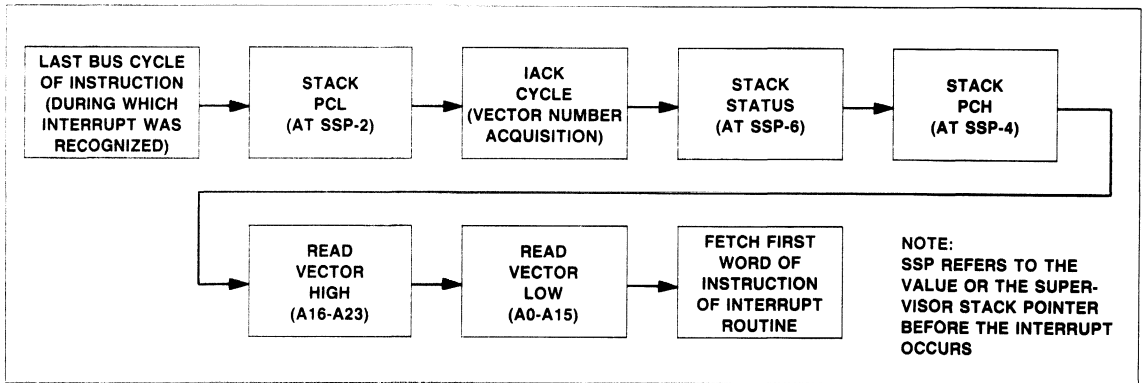 LAST BUS CYCLE
OF INSTRUCTION
(DURING WHICH
INTERRUPT WAS
RECOGNIZED)
STACK
PCL
(AT SSP-2)
IACK
CYCLE
(VECTOR NUMBER
ACQUISITION)
STACK
STATUS
(AT SSP-6)
STACK
PCH
(AT SSP-4)
READ
VECTOR
HIGH
(A16-A23)
READ
VECTOR
LOW
(A0-A15)
FETCH FIRST
WORD OF
INSTRUCTION
OF INTERRUPT
ROUTINE
NOTE:
SSP REFERS TO THE
VALUE OR THE SUPER-
VISOR STACK POINTER
BEFORE THE INTERRUPT
OCCURS